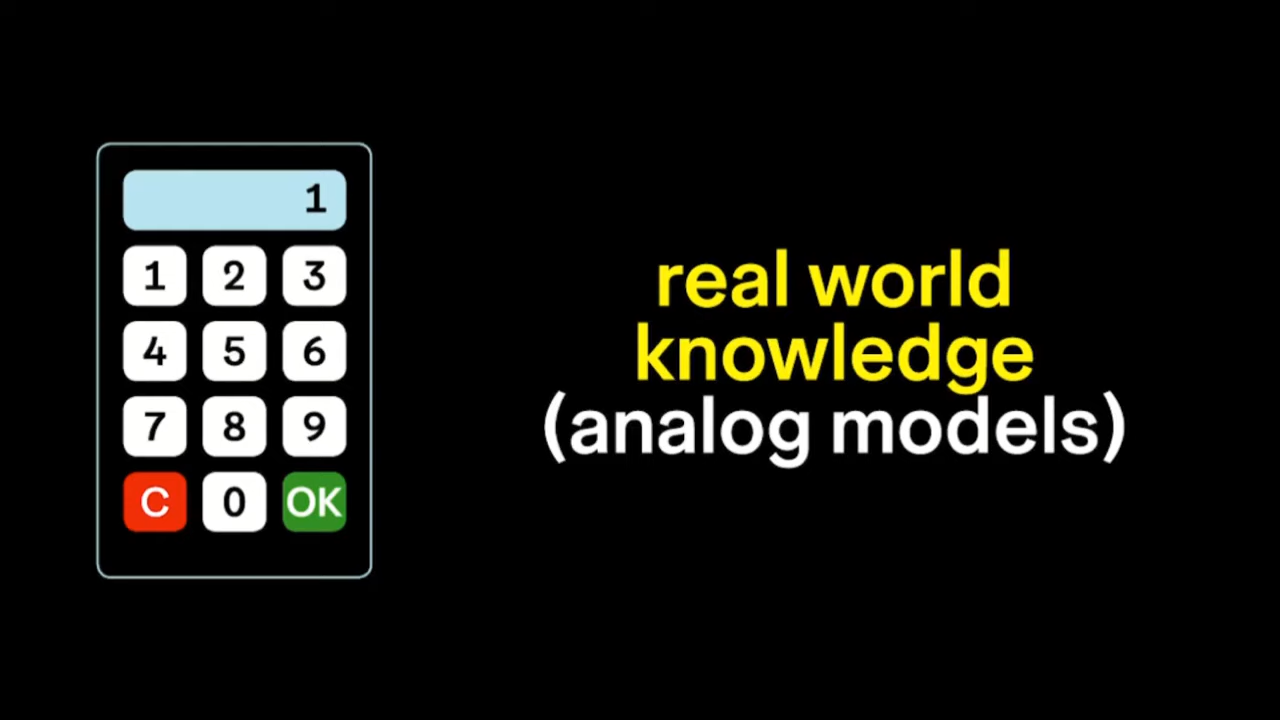 1
1 2 3
4 5 6
7 8 9
C 0 OK
real world
knowledge
(analog models)